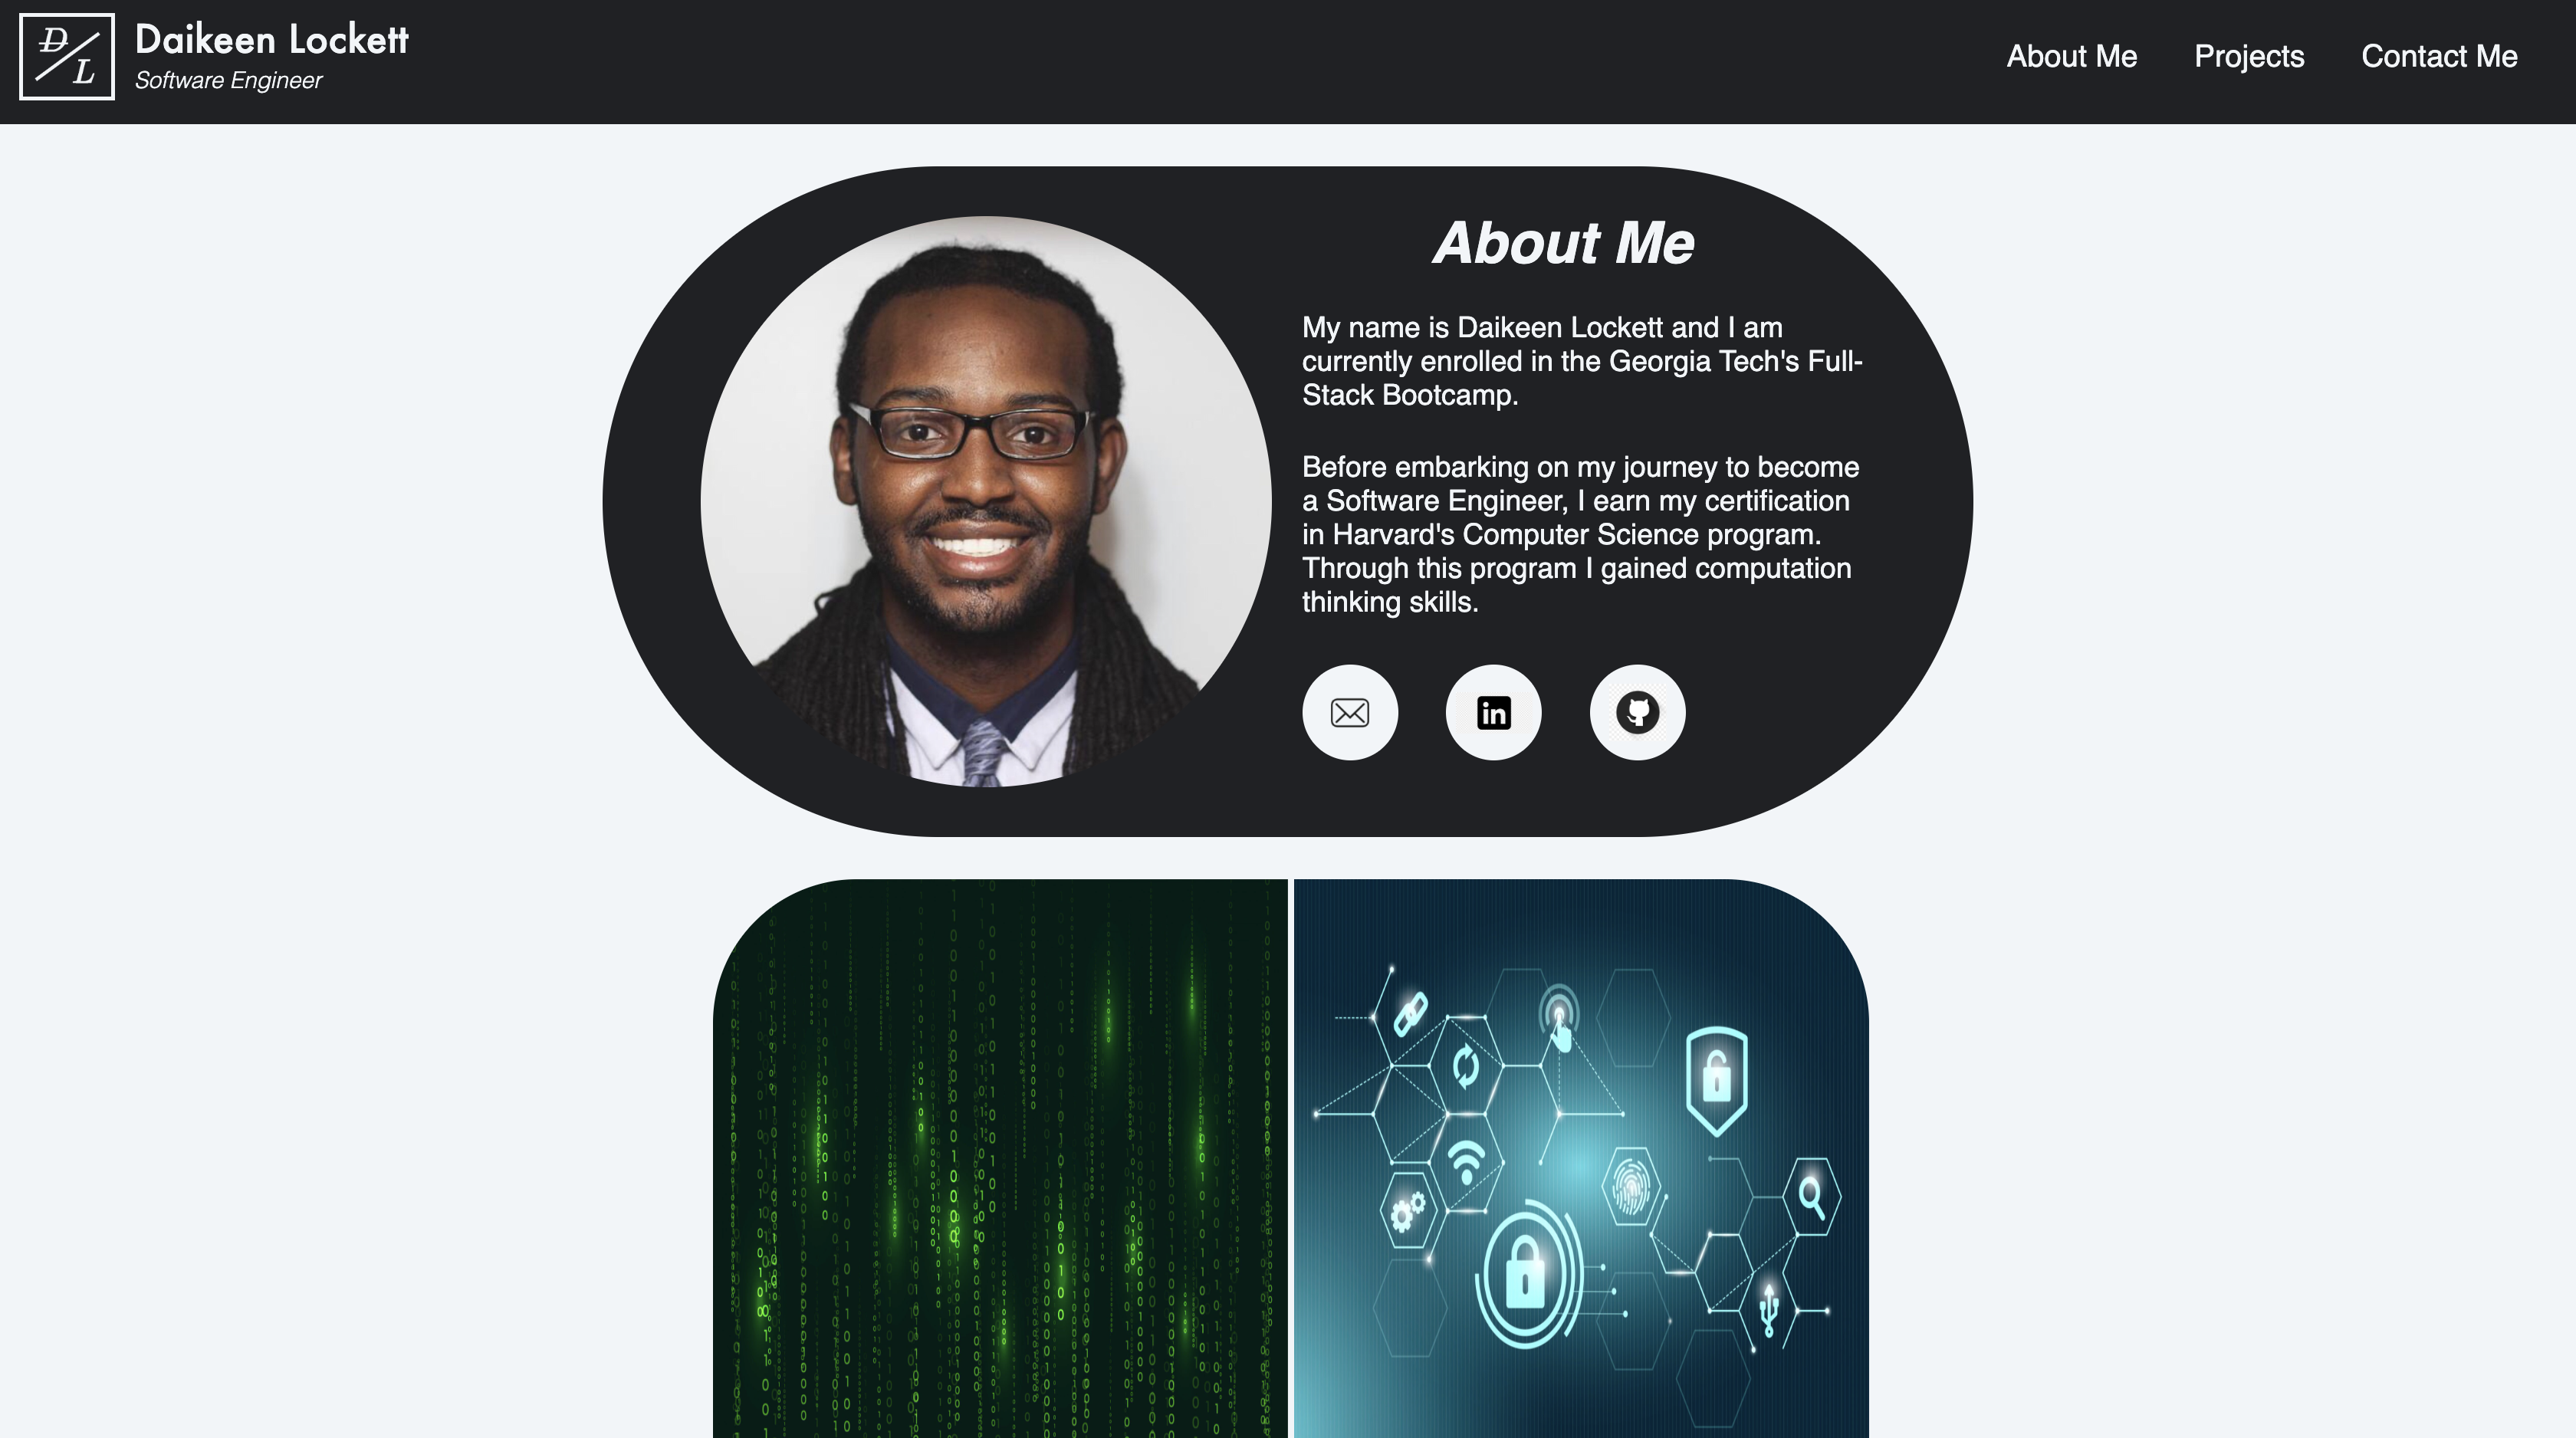 D
L
Daikeen Lockett
Software Engineer
About Me
Projects
Contact Me
About Me
My name is Daikeen Lockett and I am
currently enrolled in the Georgia Tech's Full-
Stack Bootcamp.
Before embarking on my journey to become
a Software Engineer, I earn my certification
in Harvard's Computer Science program.
Through this program I gained computation
thinking skills.
in